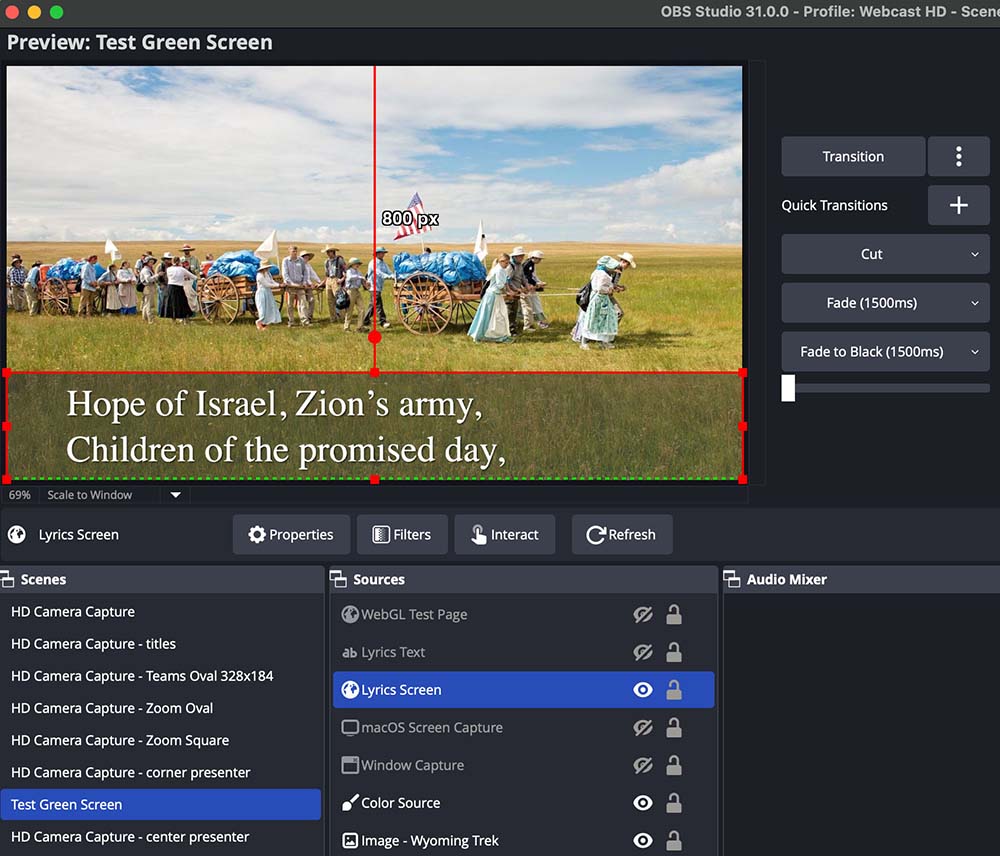 OBS Studio 31.0.0 - Profile: Webcast HD - Scene
Preview: Test Green Screen
800 px
Hope of Israel, Zion’s army,
Children of the promised day,
Transition
Quick Transitions
Cut
Fade (1500ms)
Fade to Black (1500ms)
69% Scale to Window
Lyrics Screen
Properties
Filters
Interact
Refresh
Scenes
HD Camera Capture
HD Camera Capture - titles
HD Camera Capture - Teams Oval 328x184
HD Camera Capture - Zoom Oval
HD Camera Capture - Zoom Square
HD Camera Capture - corner presenter
Test Green Screen
HD Camera Capture - center presenter
Sources
WebGL Test Page
ab Lyrics Text
Lyrics Screen
macOS Screen Capture
Window Capture
Color Source
Image - Wyoming Trek
Audio Mixer